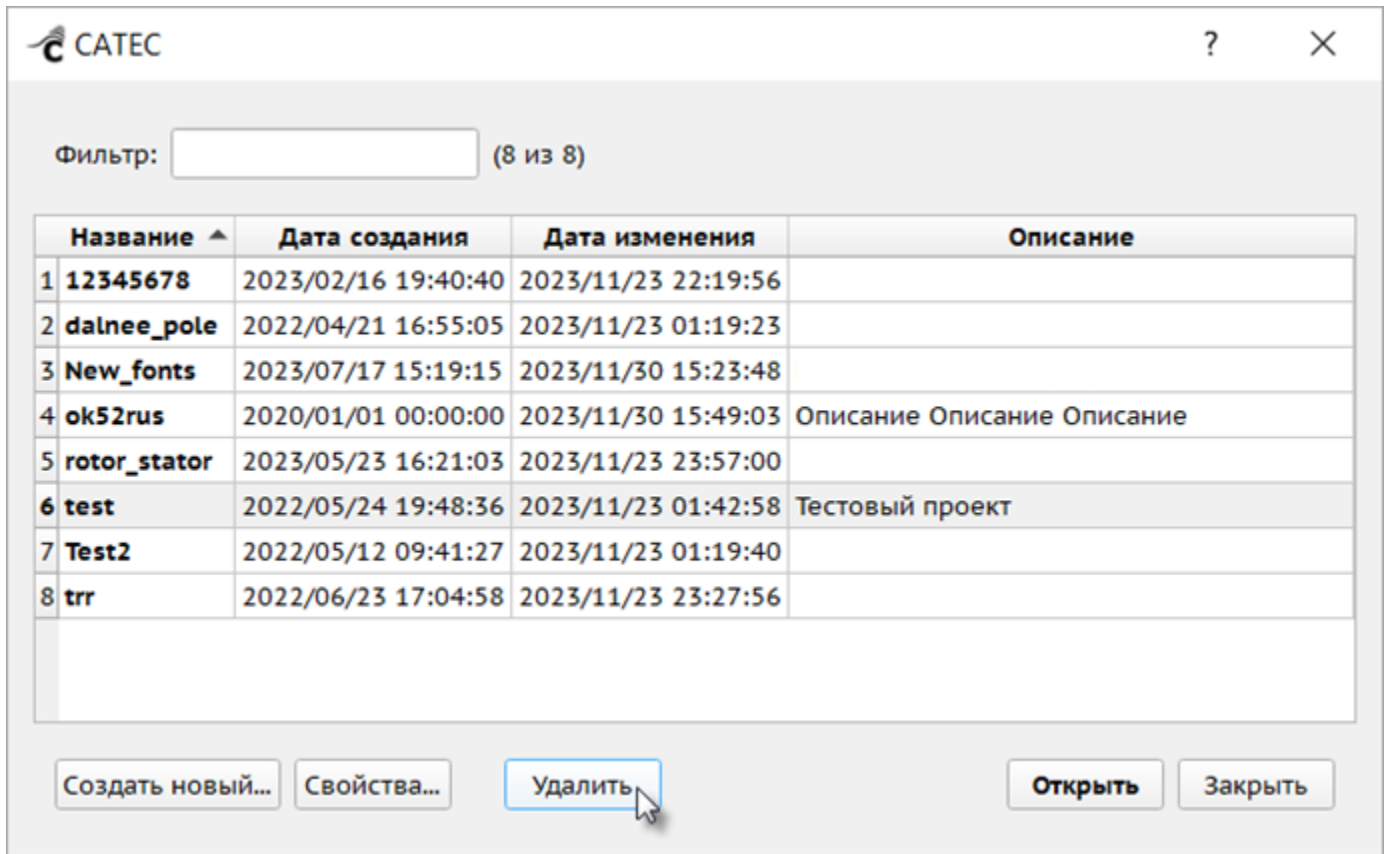 CATEC ?
Фильтр: (8 из 8)
Название Дата создания Дата изменения Описание
1 12345678 2023/02/16 19:40:40 2023/11/23 22:19:56
2 dalnee_pole 2022/04/21 16:55:05 2023/11/23 01:19:23
3 New_fonts 2023/07/17 15:19:15 2023/11/30 15:23:48
4 ok52rus 2020/01/01 00:00:00 2023/11/30 15:49:03 Описание Описание Описание
5 rotor_stator 2023/05/23 16:21:03 2023/11/23 23:57:00
6 test 2022/05/24 19:48:36 2023/11/23 01:42:58 Тестовый проект
7 Test2 2022/05/12 09:41:27 2023/11/23 01:19:40
8 trr 2022/06/23 17:04:58 2023/11/23 23:27:56
Создать новый... Свойства... Удалить Открыть Закрыть